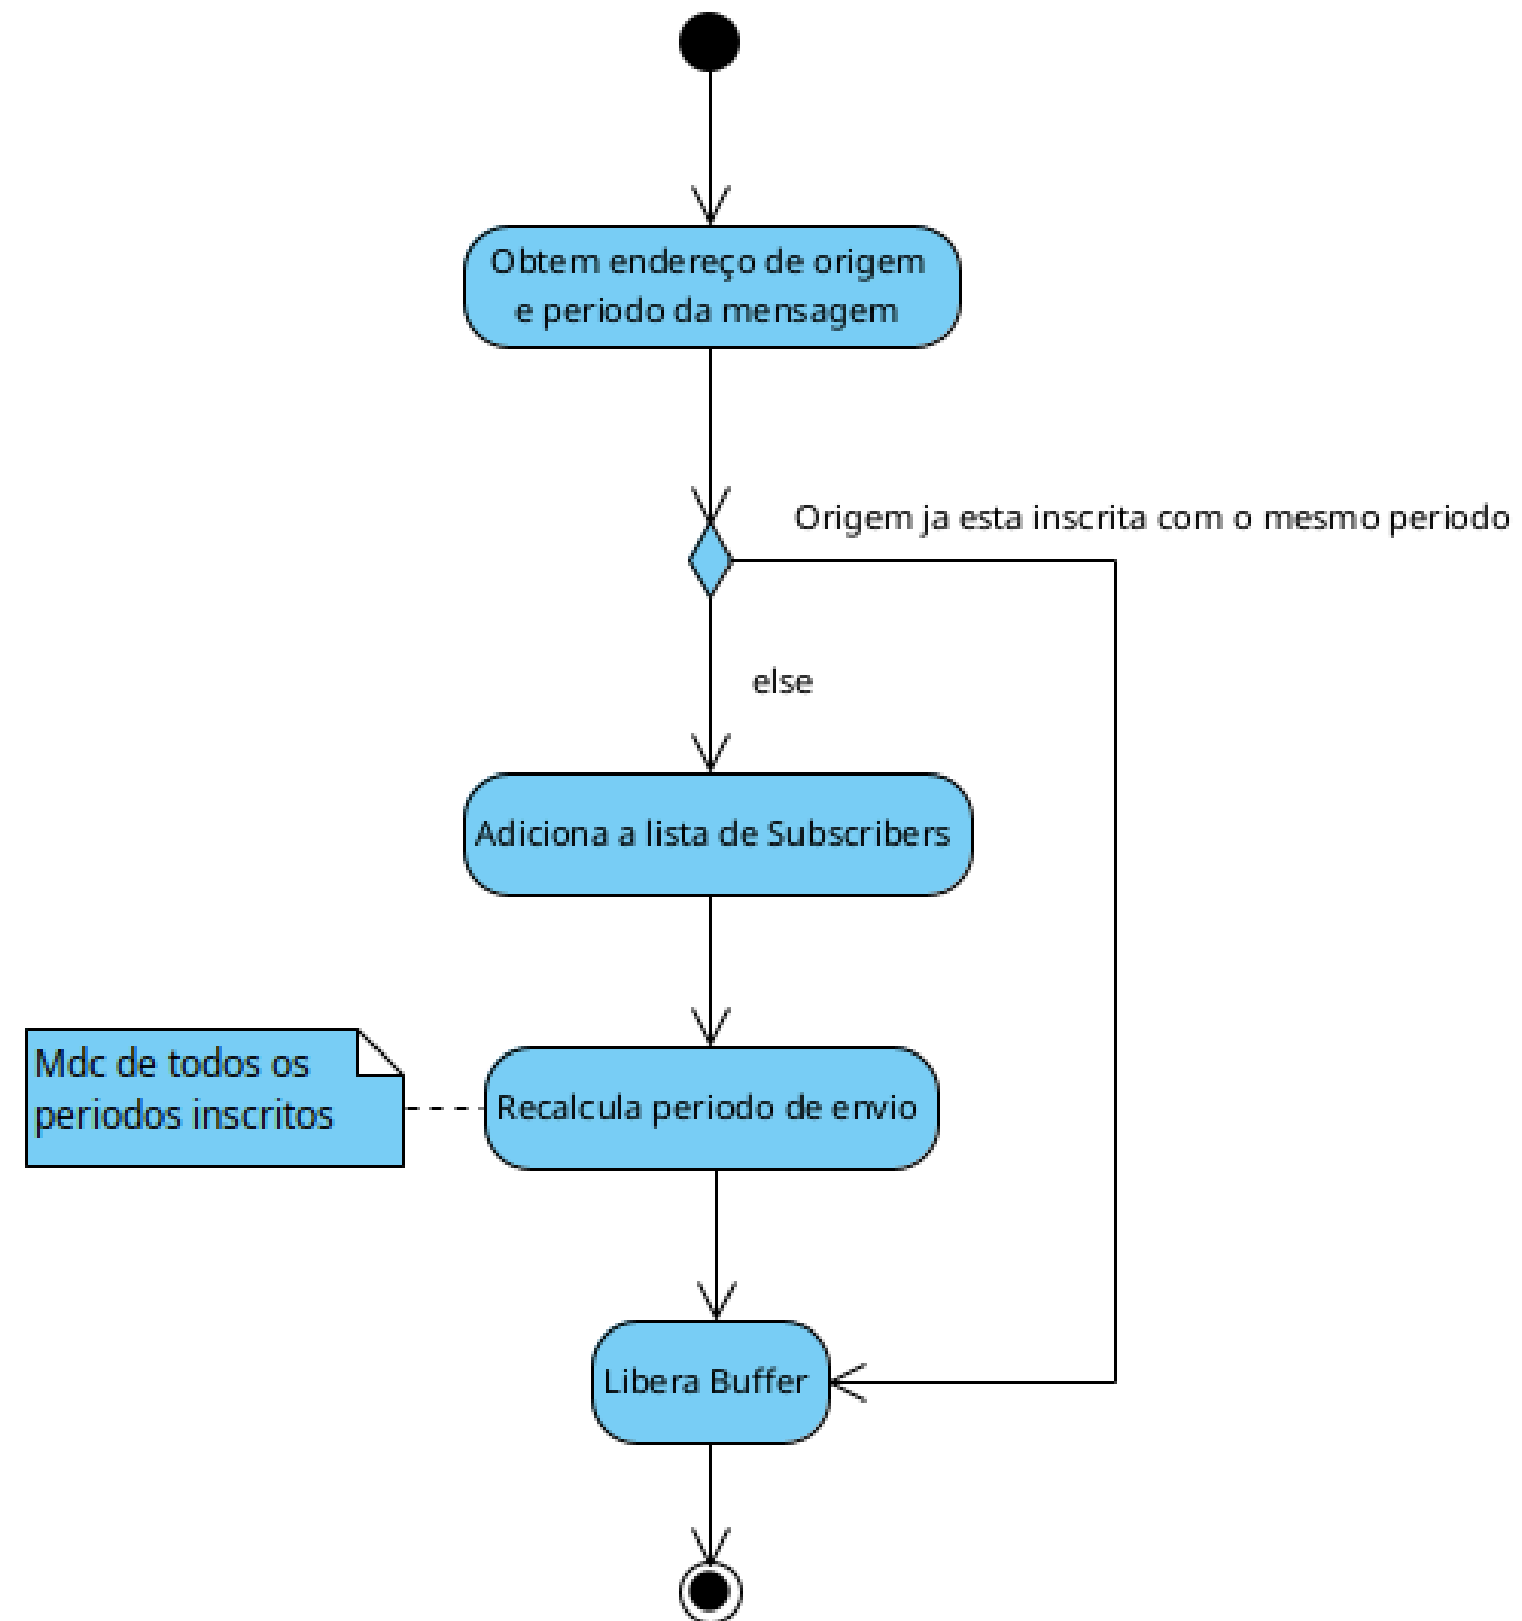 Obtem endereço de origem
e periodo da mensagem
Origem ja esta inscrita com o mesmo periodo
else
Adiciona a lista de Subscribers
Mdc de todos os
periodos inscritos
Recalcula periodo de envio
Libera Buffer